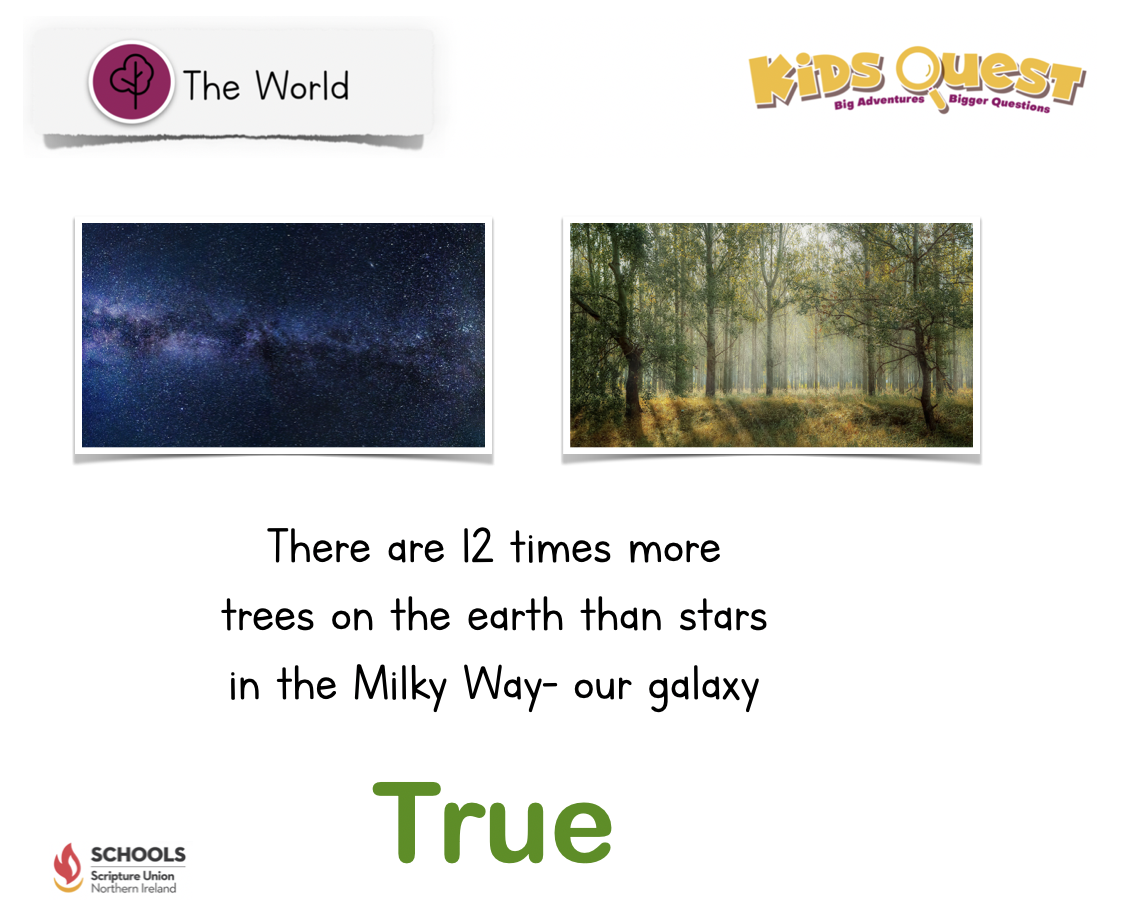 The World
KiDS QUEST
Big Adventures Bigger Questions
There are 12 times more
trees on the earth than stars
in the Milky Way- our galaxy
True
SCHOOLS
Scripture Union
Northern Ireland